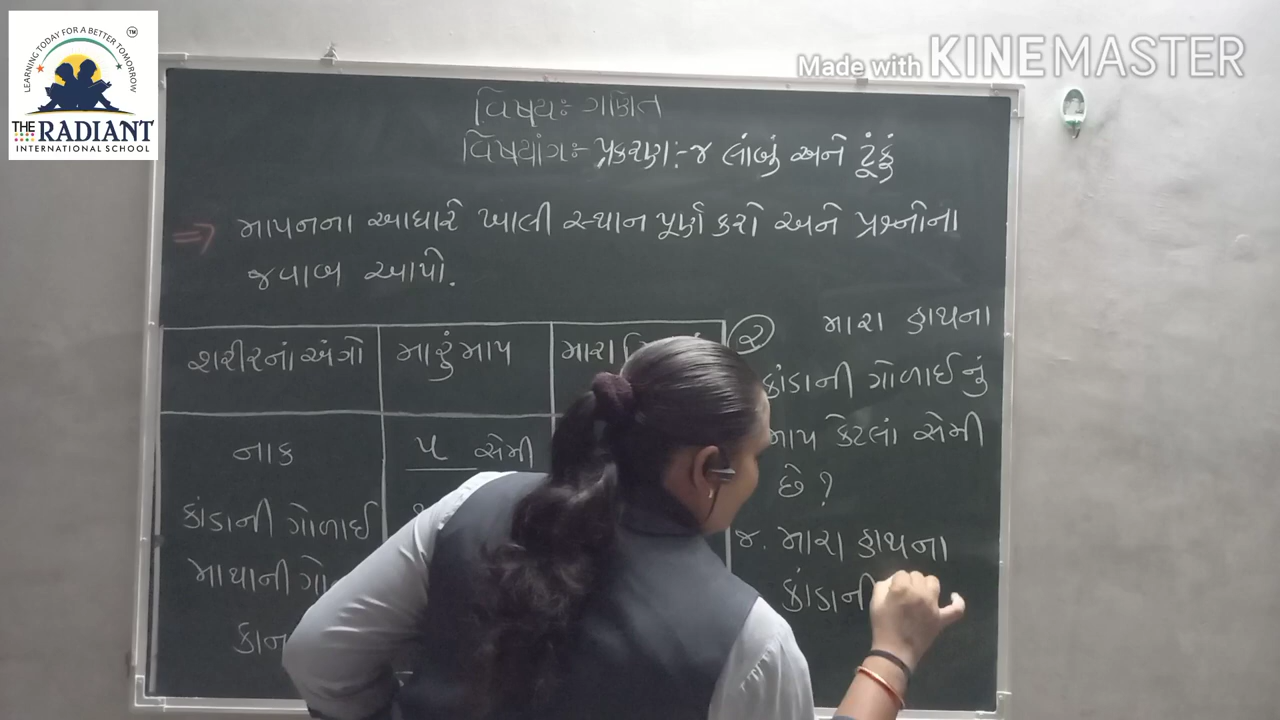 LEARNING TODAY FOR A BETTER TOMORROW
TM
THE RADIANT
INTERNATIONAL SCHOOL
Made with KINEMASTER
વિષય:- ગણિત
વિષયાંગ:- પ્રકરણ:-૪ લાંબું અને ટૂંકું
માપનના આધારે ખાલી સ્થાન પૂર્ણ કરો અને પ્રશ્નોના
જવાબ આપો.
શરીરનાં અંગો મારું માપ મારા
નાક ૫ સેમી
કાંડાની ગોળાઈ
માથાની
કાન
૨ મારા હાથના
કાંડાની ગોળાઈનું
માપ કેટલાં સેમી
છે?
જ. મારા હાથના
કાંડાની